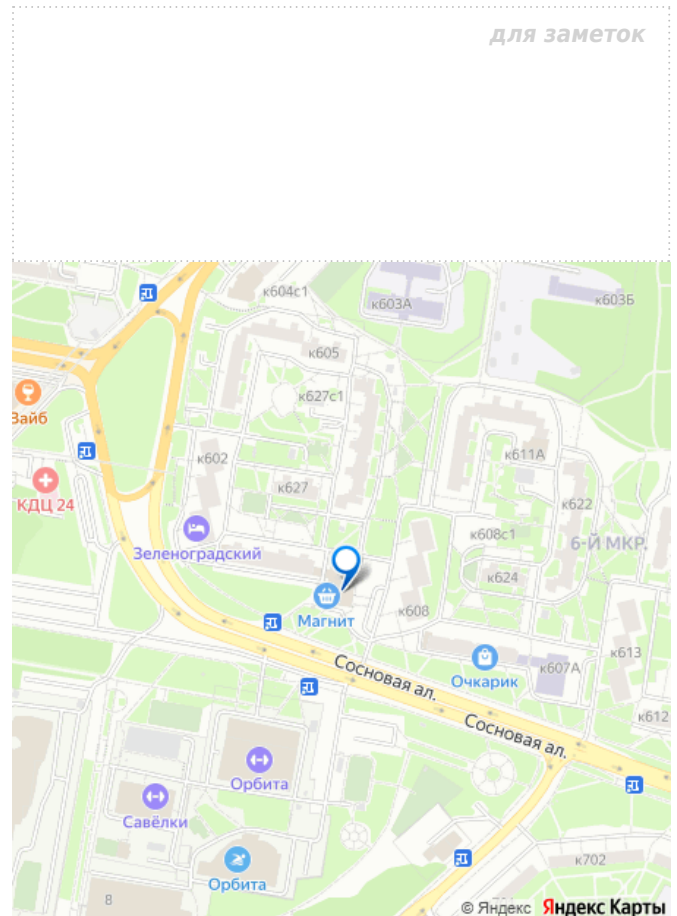 для заметок
к604с1
к603А
к603Б
к605
Вайб
к627с1
к602
к611А
КДЦ 24
к627
к622
Зеленоградский
к608с1
6-Й МКР.
к624
Магнит
к608
Сосновая ал.
Очкарик
к607А
к613
к612
Сосновая ал.
Орбита
Савёлки
Орбита
к702
8
© Яндекс Яндекс Карты